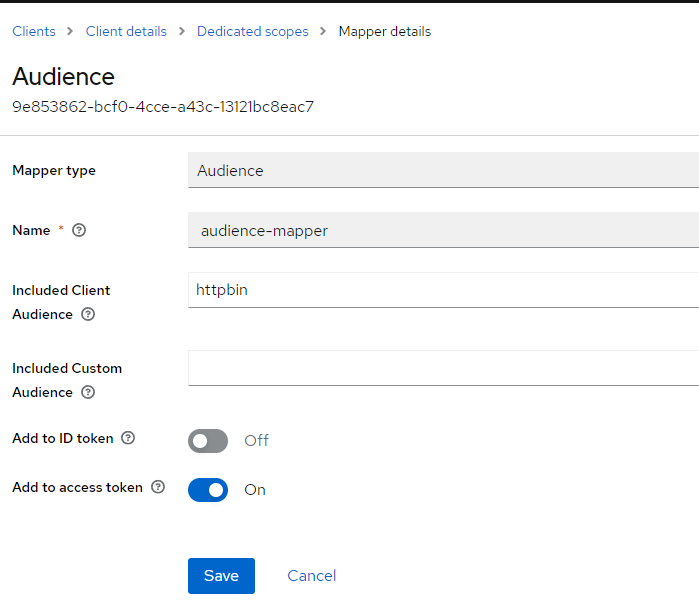 Clients > Client details > Dedicated scopes > Mapper details
Audience
9e853862-bcf0-4cce-a43c-13121bc8eac7
Mapper type
Audience
Name *
audience-mapper
Included Client
Audience
httpbin
Included Custom
Audience
Add to ID token
Off
Add to access token
On
Save
Cancel